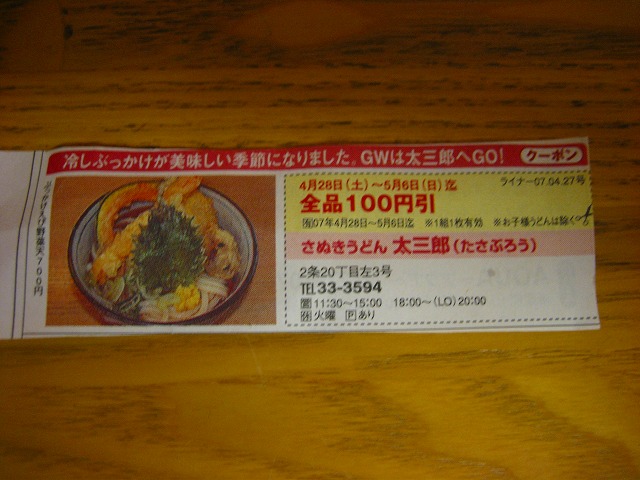 冷しぶっかけが美味しい季節になりました。GWは太三郎へGO!
クーポン
ぶっかけえび野菜天700円
ライナー07.04.27号
4月28日(土)〜5月6日(日)迄
全品100円引
有07年4月28日〜5月6日迄 ※1組1枚有効 ※お子様うどんは除く
さぬきうどん 太三郎(たさぶろう)
2条20丁目左3号
TEL33-3594
営11:30〜15:00 18:00〜(LO)20:00
休火曜 Pあり